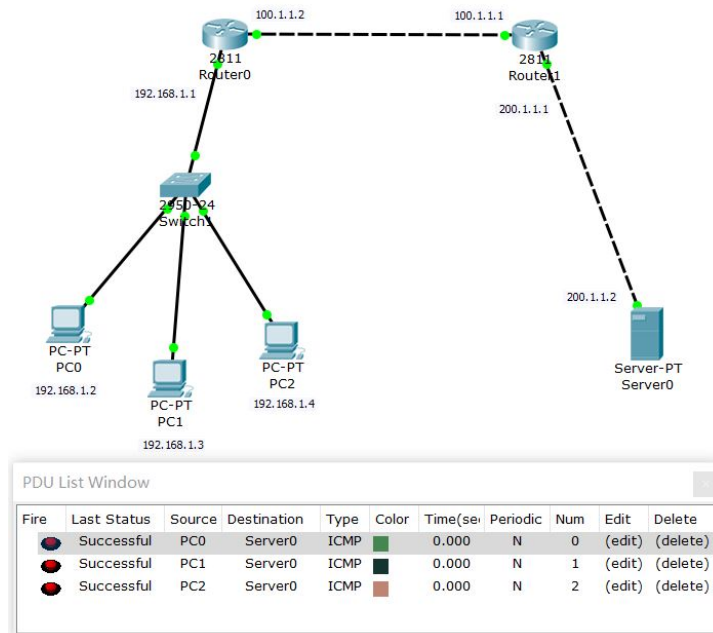 100.1.1.2
100.1.1.1
2811
Router0
2811
Router1
192.168.1.1
200.1.1.1
2950-24
Switch1
200.1.1.2
PC-PT
PC0
192.168.1.2
PC-PT
PC1
192.168.1.3
PC-PT
PC2
192.168.1.4
Server-PT
Server0
PDU List Window
Fire Last Status Source Destination Type Color Time(sec Periodic Num Edit Delete
Successful PC0 Server0 ICMP 0.000 N 0 (edit) (delete)
Successful PC1 Server0 ICMP 0.000 N 1 (edit) (delete)
Successful PC2 Server0 ICMP 0.000 N 2 (edit) (delete)